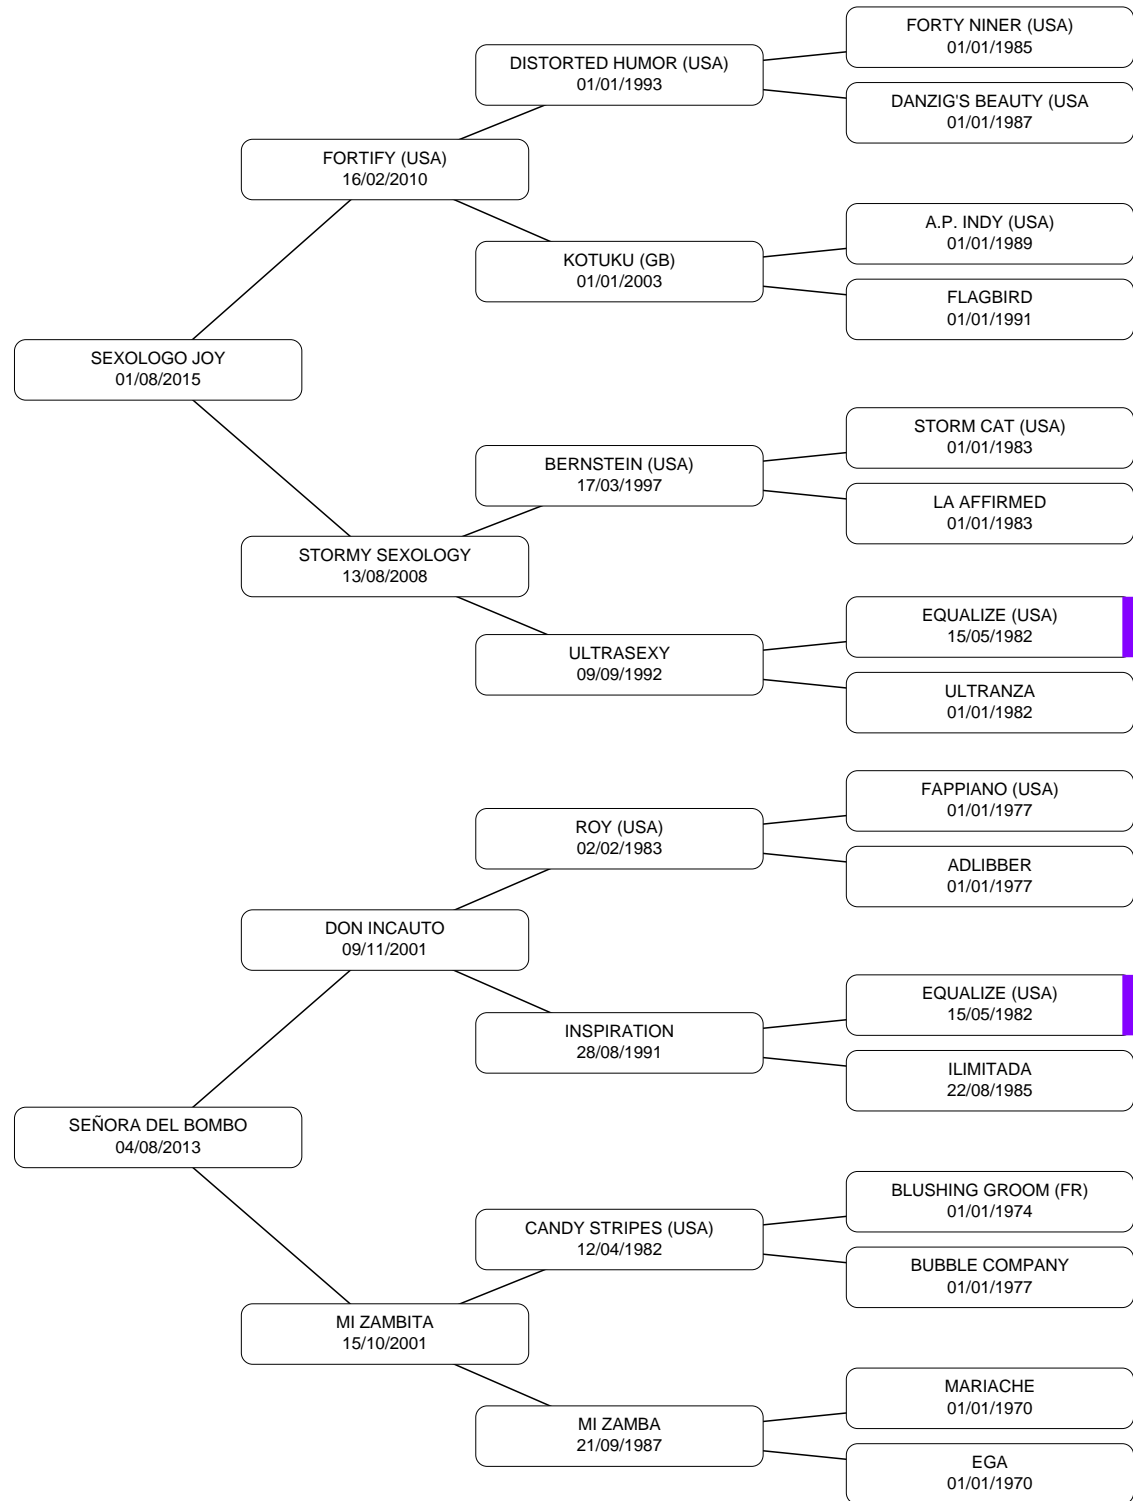 FORTY NINER (USA)
01/01/1985
DISTORTED HUMOR (USA)
01/01/1993
DANZIG'S BEAUTY (USA
01/01/1987
FORTIFY (USA)
16/02/2010
A.P. INDY (USA)
01/01/1989
KOTUKU (GB)
01/01/2003
FLAGBIRD
01/01/1991
SEXOLOGO JOY
01/08/2015
STORM CAT (USA)
01/01/1983
BERNSTEIN (USA)
17/03/1997
LA AFFIRMED
01/01/1983
STORMY SEXOLOGY
13/08/2008
EQUALIZE (USA)
15/05/1982
ULTRASEXY
09/09/1992
ULTRANZA
01/01/1982
FAPPIANO (USA)
01/01/1977
ROY (USA)
02/02/1983
ADLIBBER
01/01/1977
DON INCAUTO
09/11/2001
EQUALIZE (USA)
15/05/1982
INSPIRATION
28/08/1991
ILIMITADA
22/08/1985
SEÑORA DEL BOMBO
04/08/2013
BLUSHING GROOM (FR)
01/01/1974
CANDY STRIPES (USA)
12/04/1982
BUBBLE COMPANY
01/01/1977
MI ZAMBITA
15/10/2001
MARIACHE
01/01/1970
MI ZAMBA
21/09/1987
EGA
01/01/1970